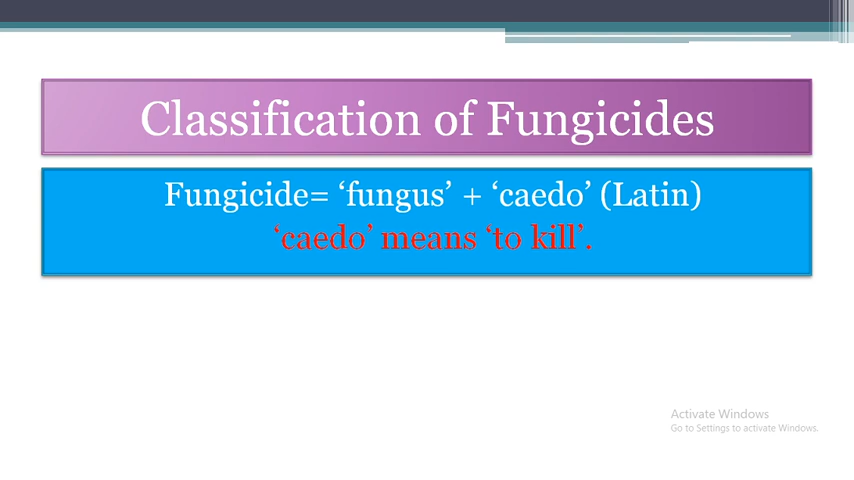 Classification of Fungicides
Fungicide= ‘fungus’ + ‘caedo’ (Latin)
‘caedo’ means ‘to kill’.
Activate Windows
Go to Settings to activate Windows.